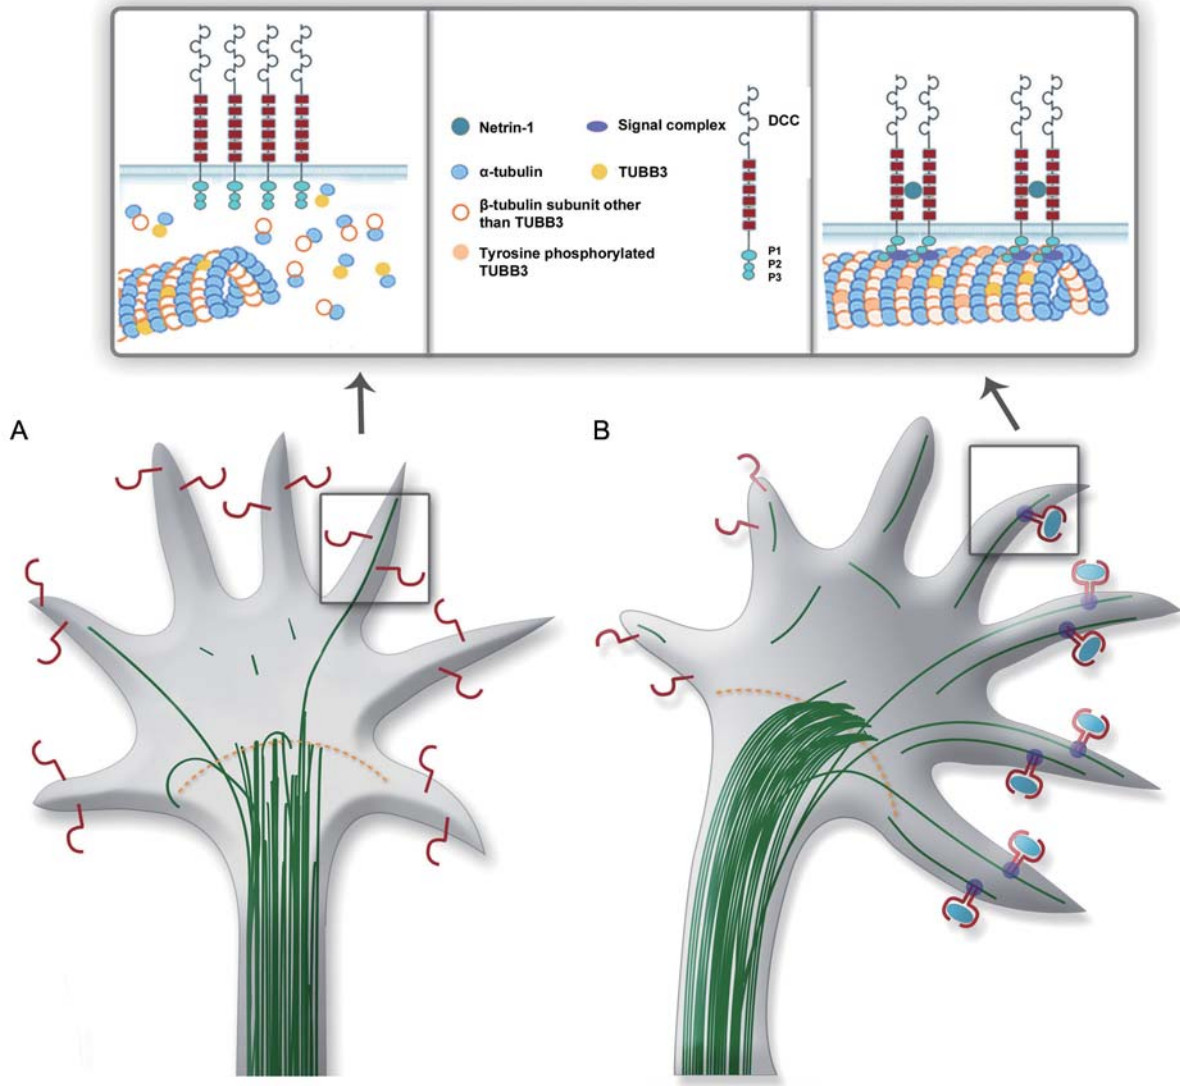 Netrin-1
Signal complex
DCC
α-tubulin
TUBB3
β-tubulin subunit other
than TUBB3
Tyrosine phosphorylated
TUBB3
P1
P2
P3
A
B